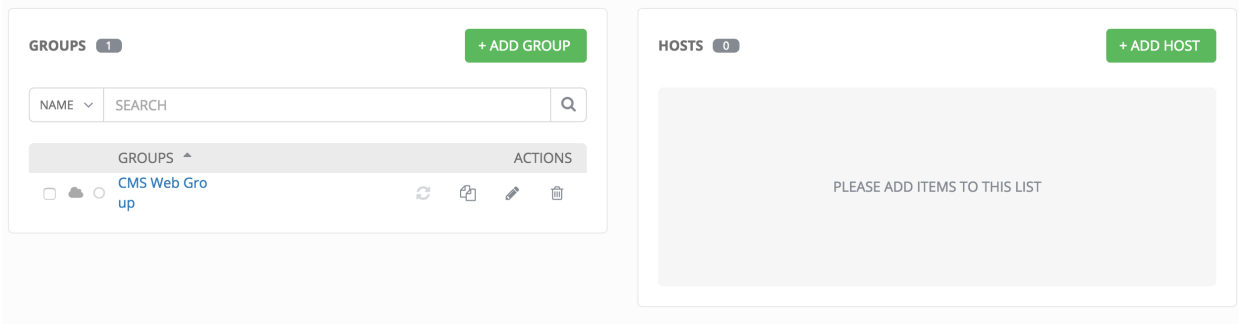 GROUPS 1
+ ADD GROUP
NAME SEARCH
GROUPS ACTIONS
CMS Web Gro
up
HOSTS 0
+ ADD HOST
PLEASE ADD ITEMS TO THIS LIST